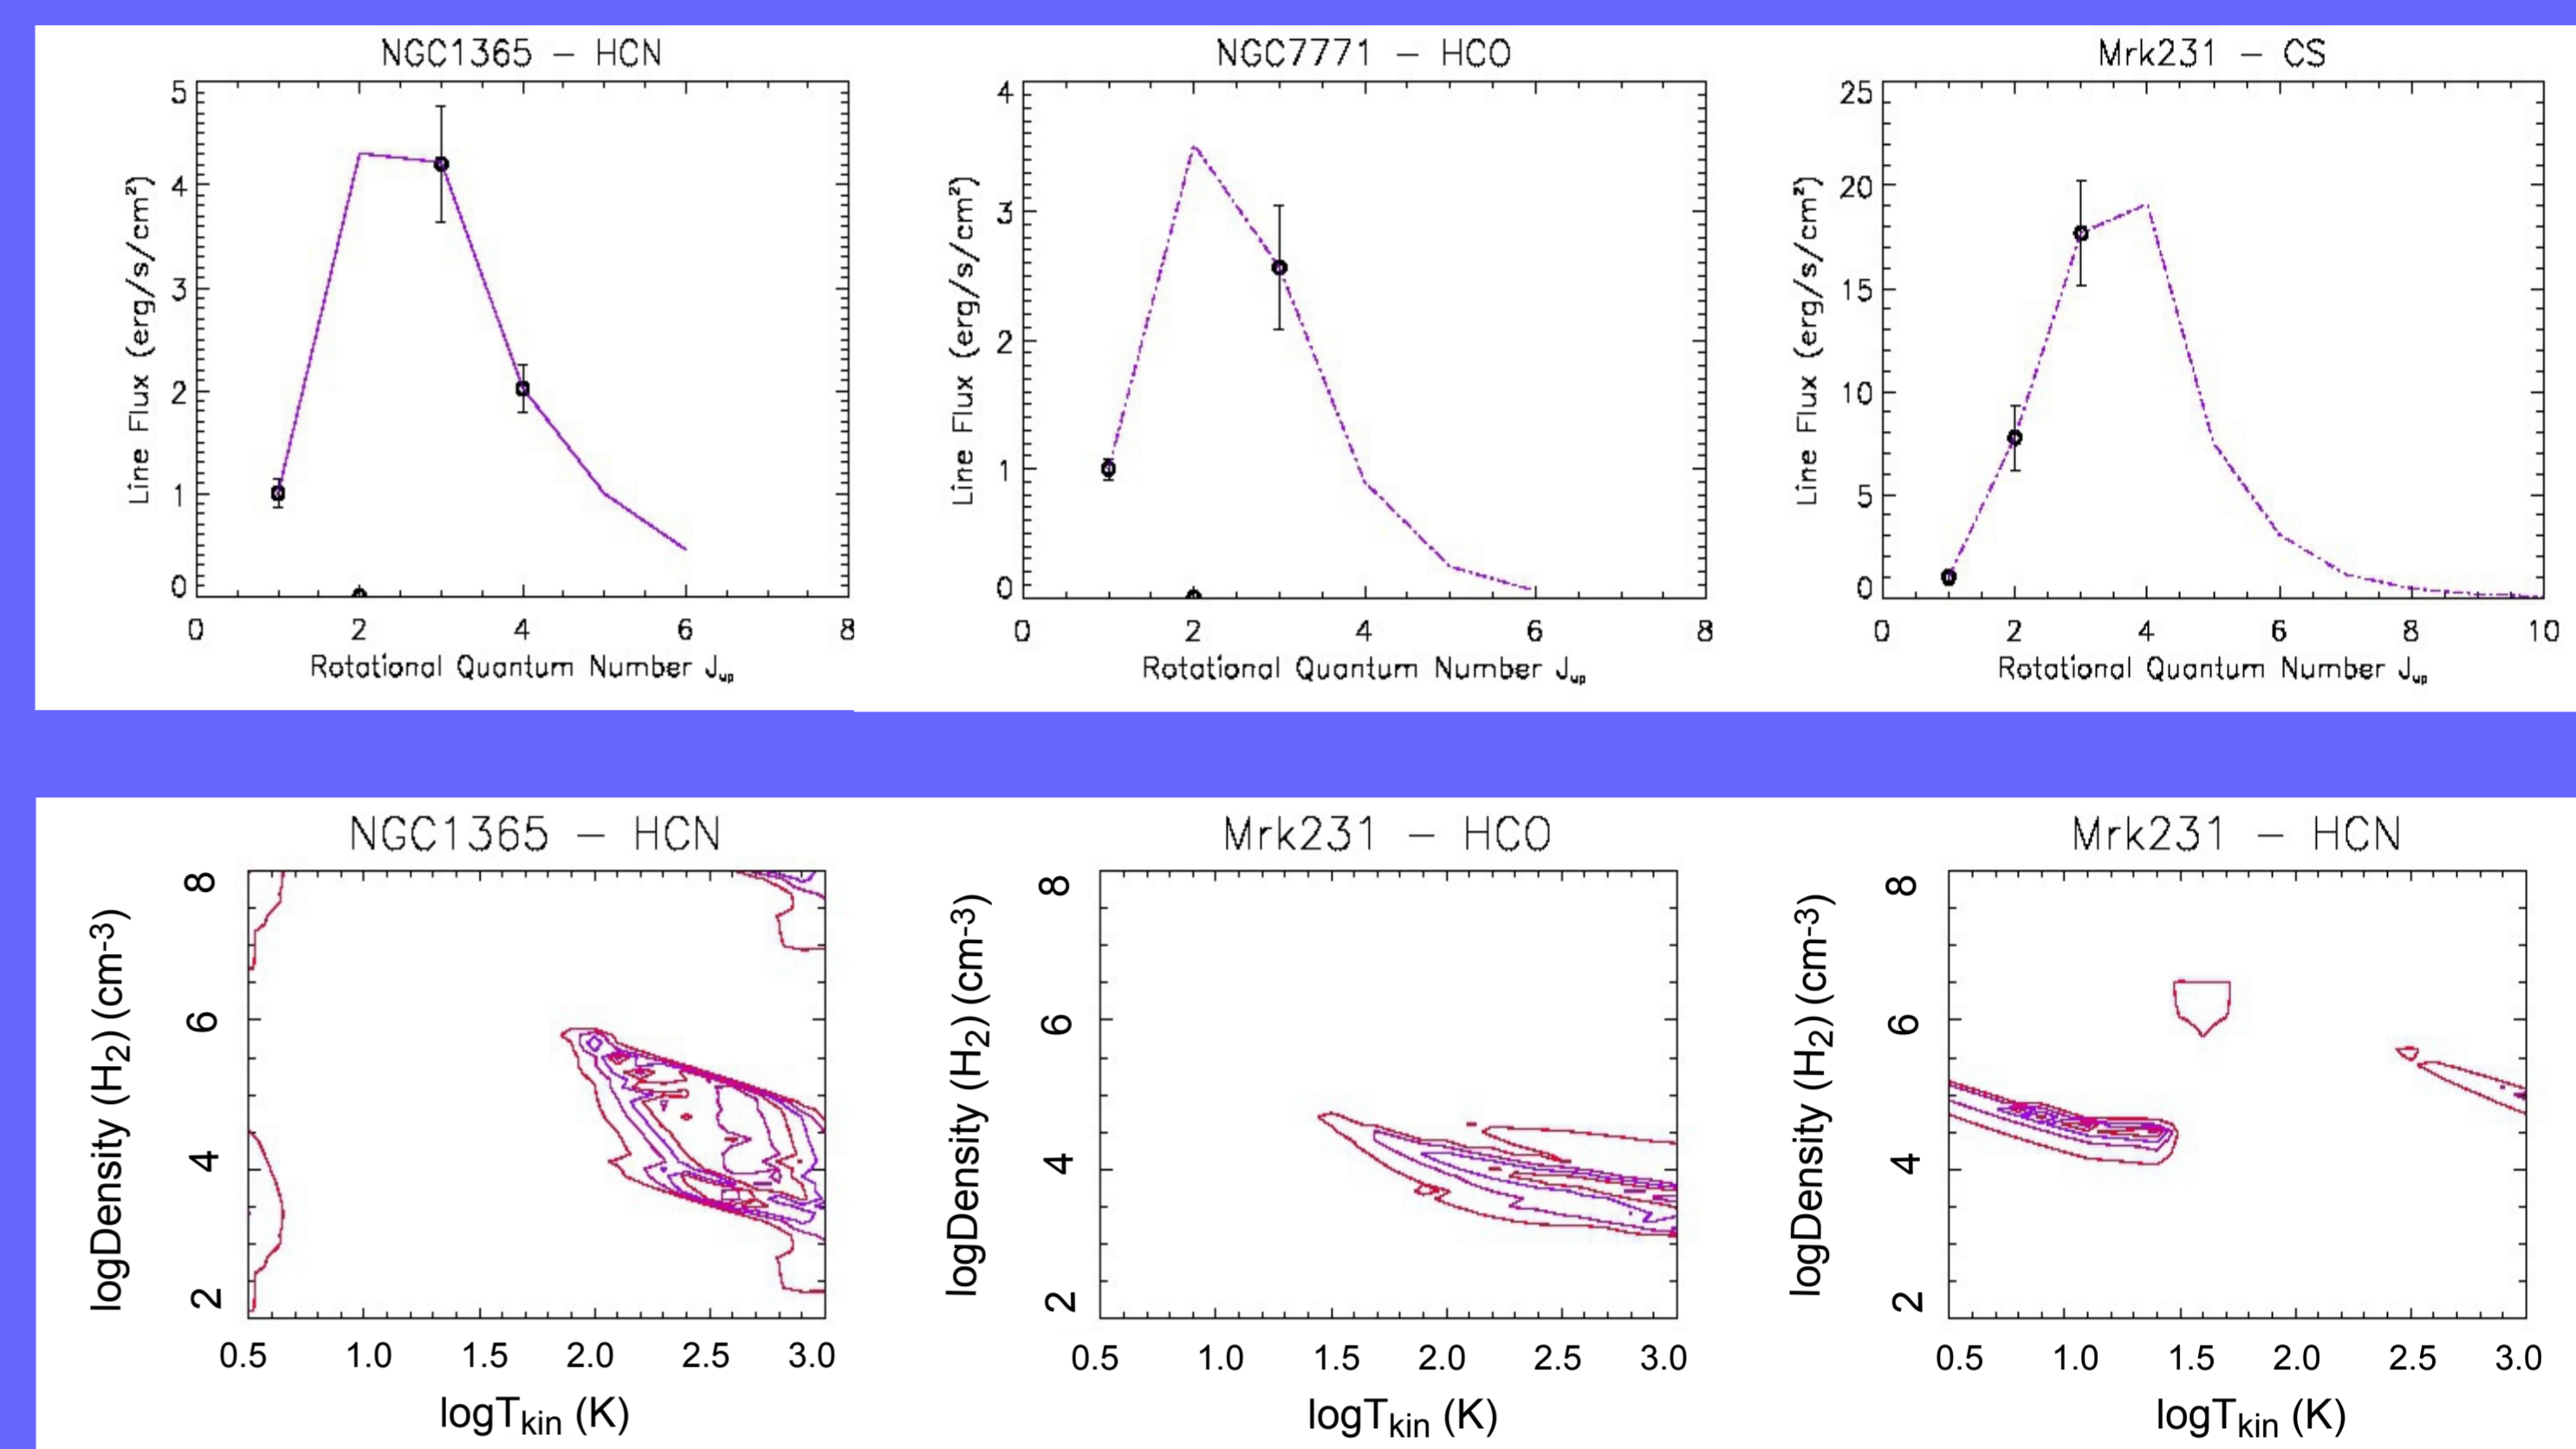 NGC1365 – HCN
5
4
3
2
1
0
Line Flux (erg/s/cm²)
0 2 4 6 8
Rotational Quantum Number Jup
NGC7771 – HCO
4
3
2
1
0
Line Flux (erg/s/cm²)
0 2 4 6 8
Rotational Quantum Number Jup
Mrk231 – CS
25
20
15
10
5
0
Line Flux (erg/s/cm²)
0 2 4 6 8 10
Rotational Quantum Number Jup
NGC1365 – HCN
8
6
4
2
logDensity (H2) (cm-3)
0.5 1.0 1.5 2.0 2.5 3.0
logTkin (K)
Mrk231 – HCO
8
6
4
2
logDensity (H2) (cm-3)
0.5 1.0 1.5 2.0 2.5 3.0
logTkin (K)
Mrk231 – HCN
8
6
4
2
logDensity (H2) (cm-3)
0.5 1.0 1.5 2.0 2.5 3.0
logTkin (K)